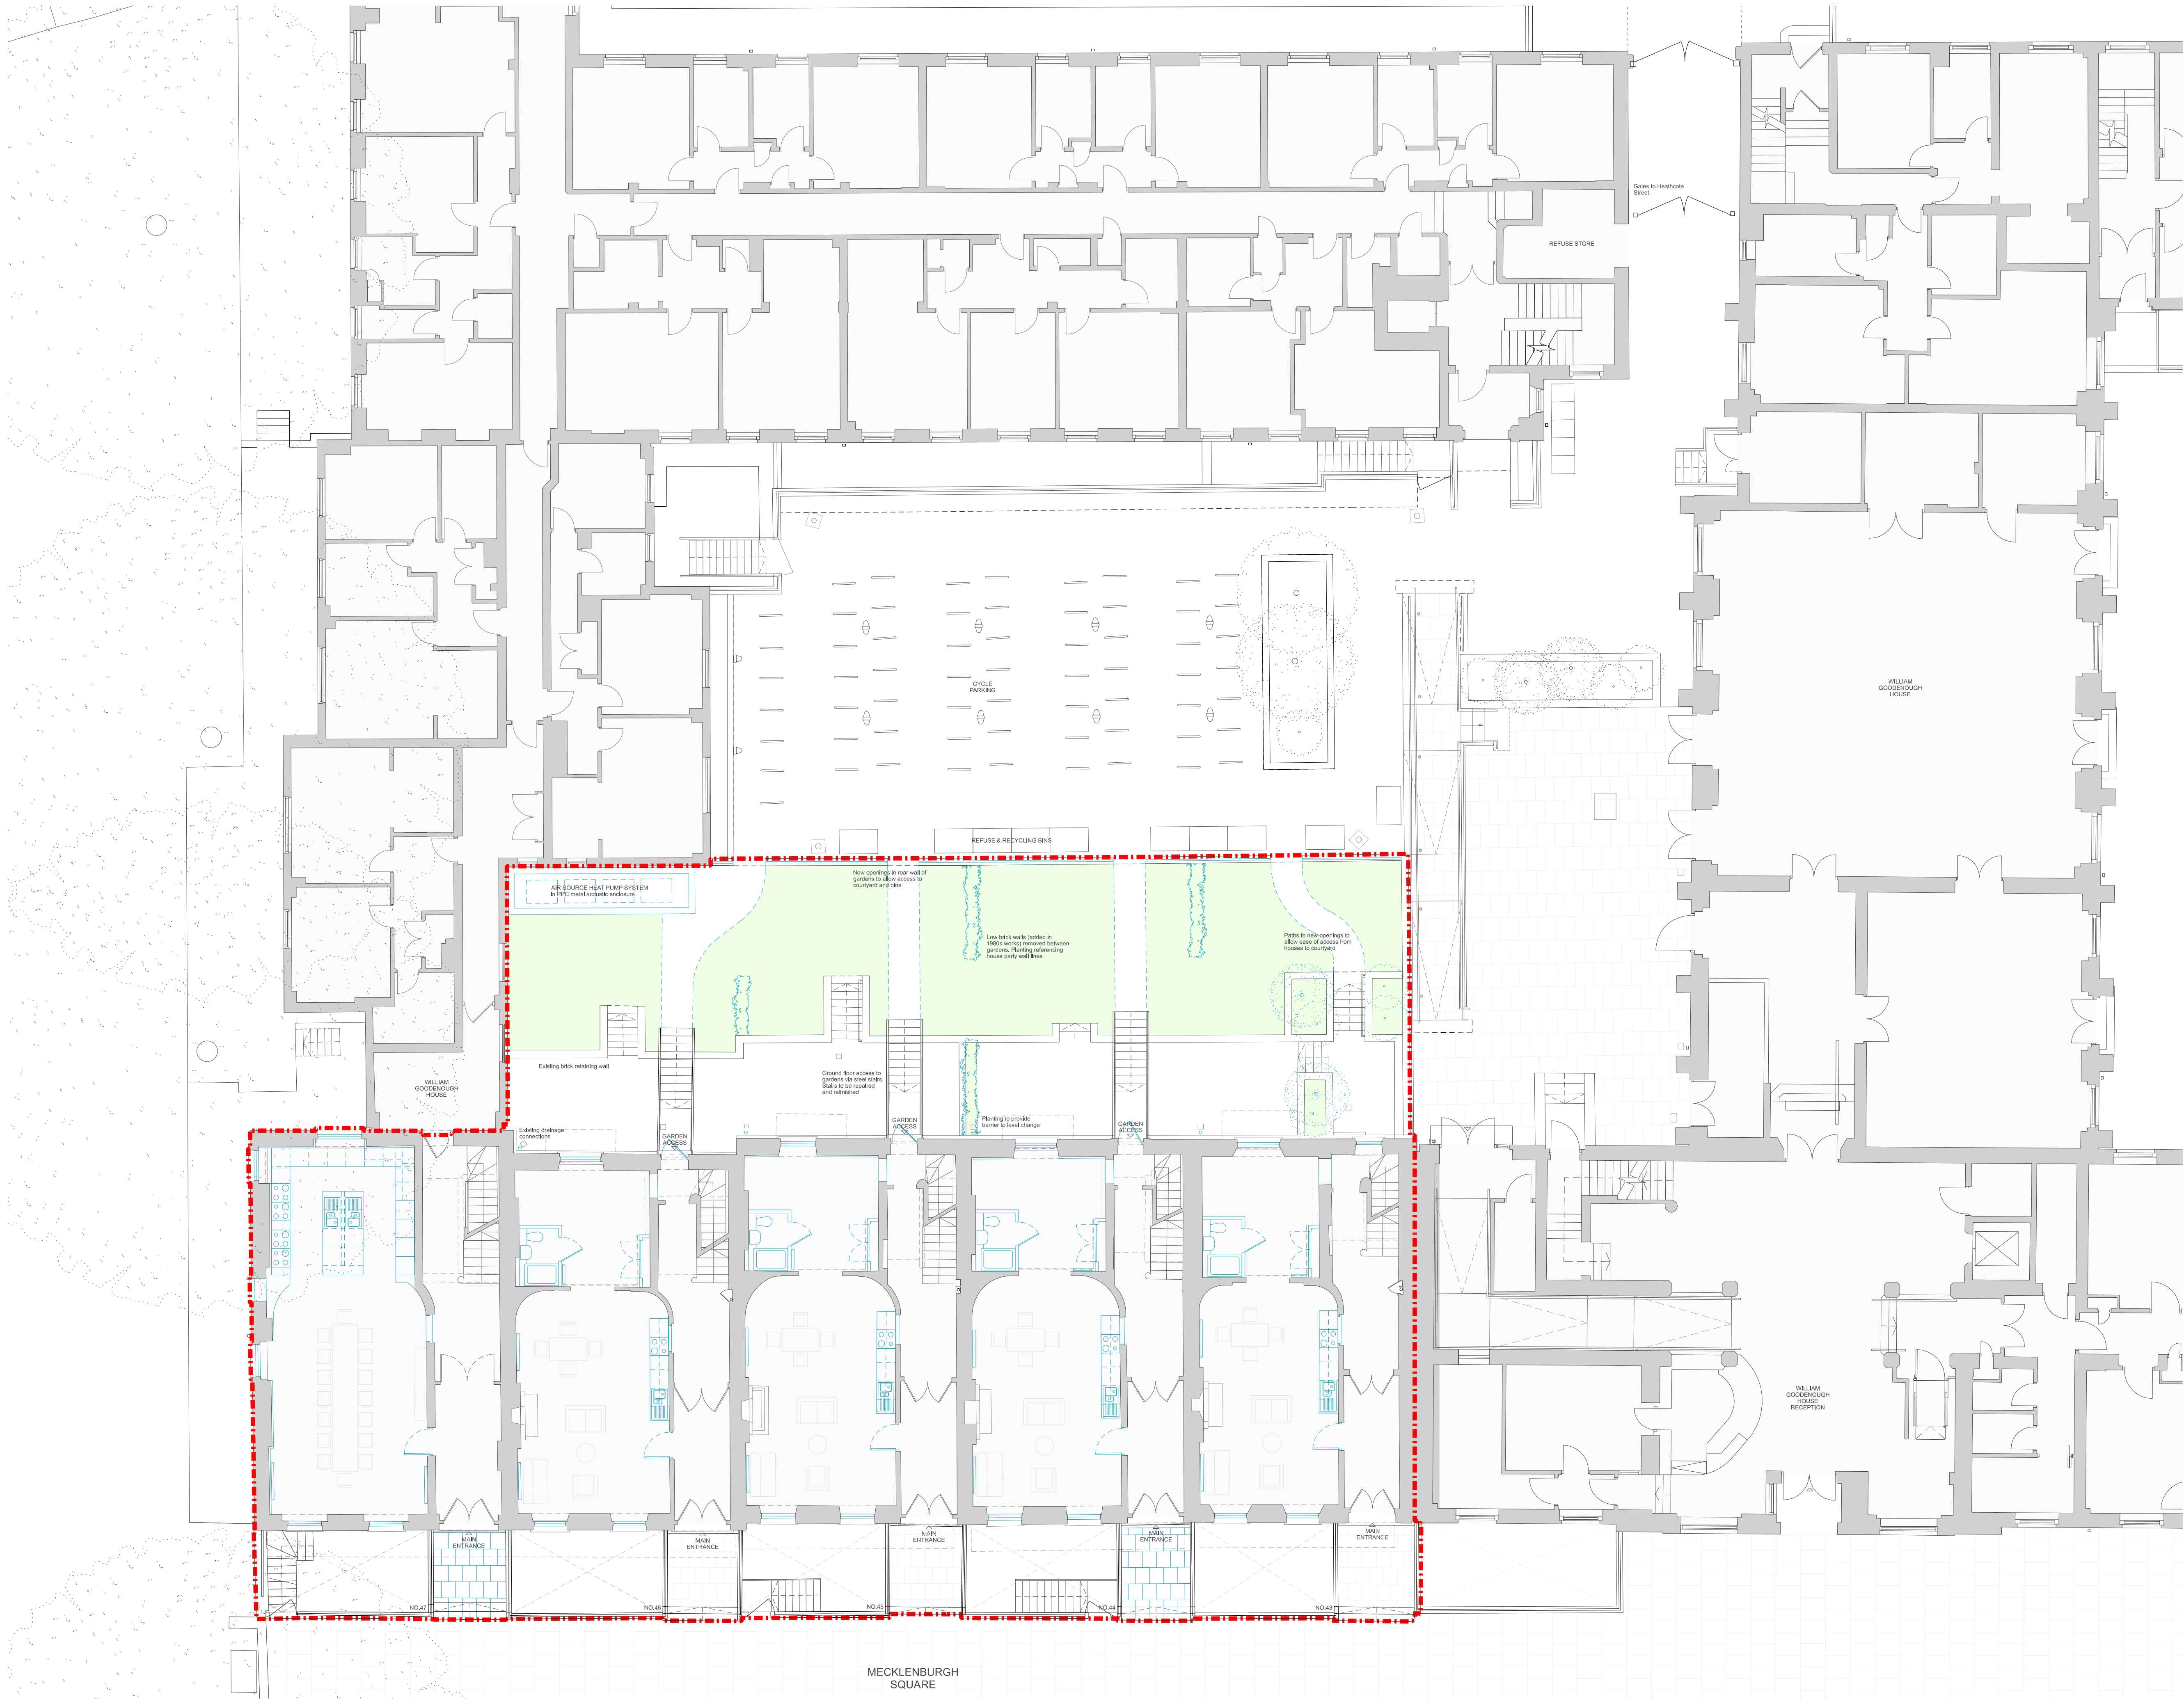 Gates to Heathcote
Street
REFUSE STORE
CYCLE
PARKING
WILLIAM
GOODENOUGH
HOUSE
REFUSE & RECYCLING BINS
New openings in rear wall of
gardens to allow access to
courtyard and bins
AIR SOURCE HEAT PUMP SYSTEM
In PPC metal acoustic enclosure
Low brick walls (added in
1980s works) removed between
gardens, Planting referencing
house party wall lines
Paths to new openings to
allow ease of access from
houses to courtyard
Existing brick retaining wall
Ground floor access to
gardens via steel stairs.
Stairs to be repaired
and refinished
WILLIAM
GOODENOUGH
HOUSE
Existing drainage
connections
GARDEN
ACCESS
GARDEN
ACCESS
Planting to provide
barrier to level change
GARDEN
ACCESS
WILLIAM
GOODENOUGH
HOUSE
RECEPTION
MAIN
ENTRANCE
MAIN
ENTRANCE
MAIN
ENTRANCE
MAIN
ENTRANCE
MAIN
ENTRANCE
NO.47
NO.46
NO.45
NO.44
NO.43
MECKLENBURGH
SQUARE